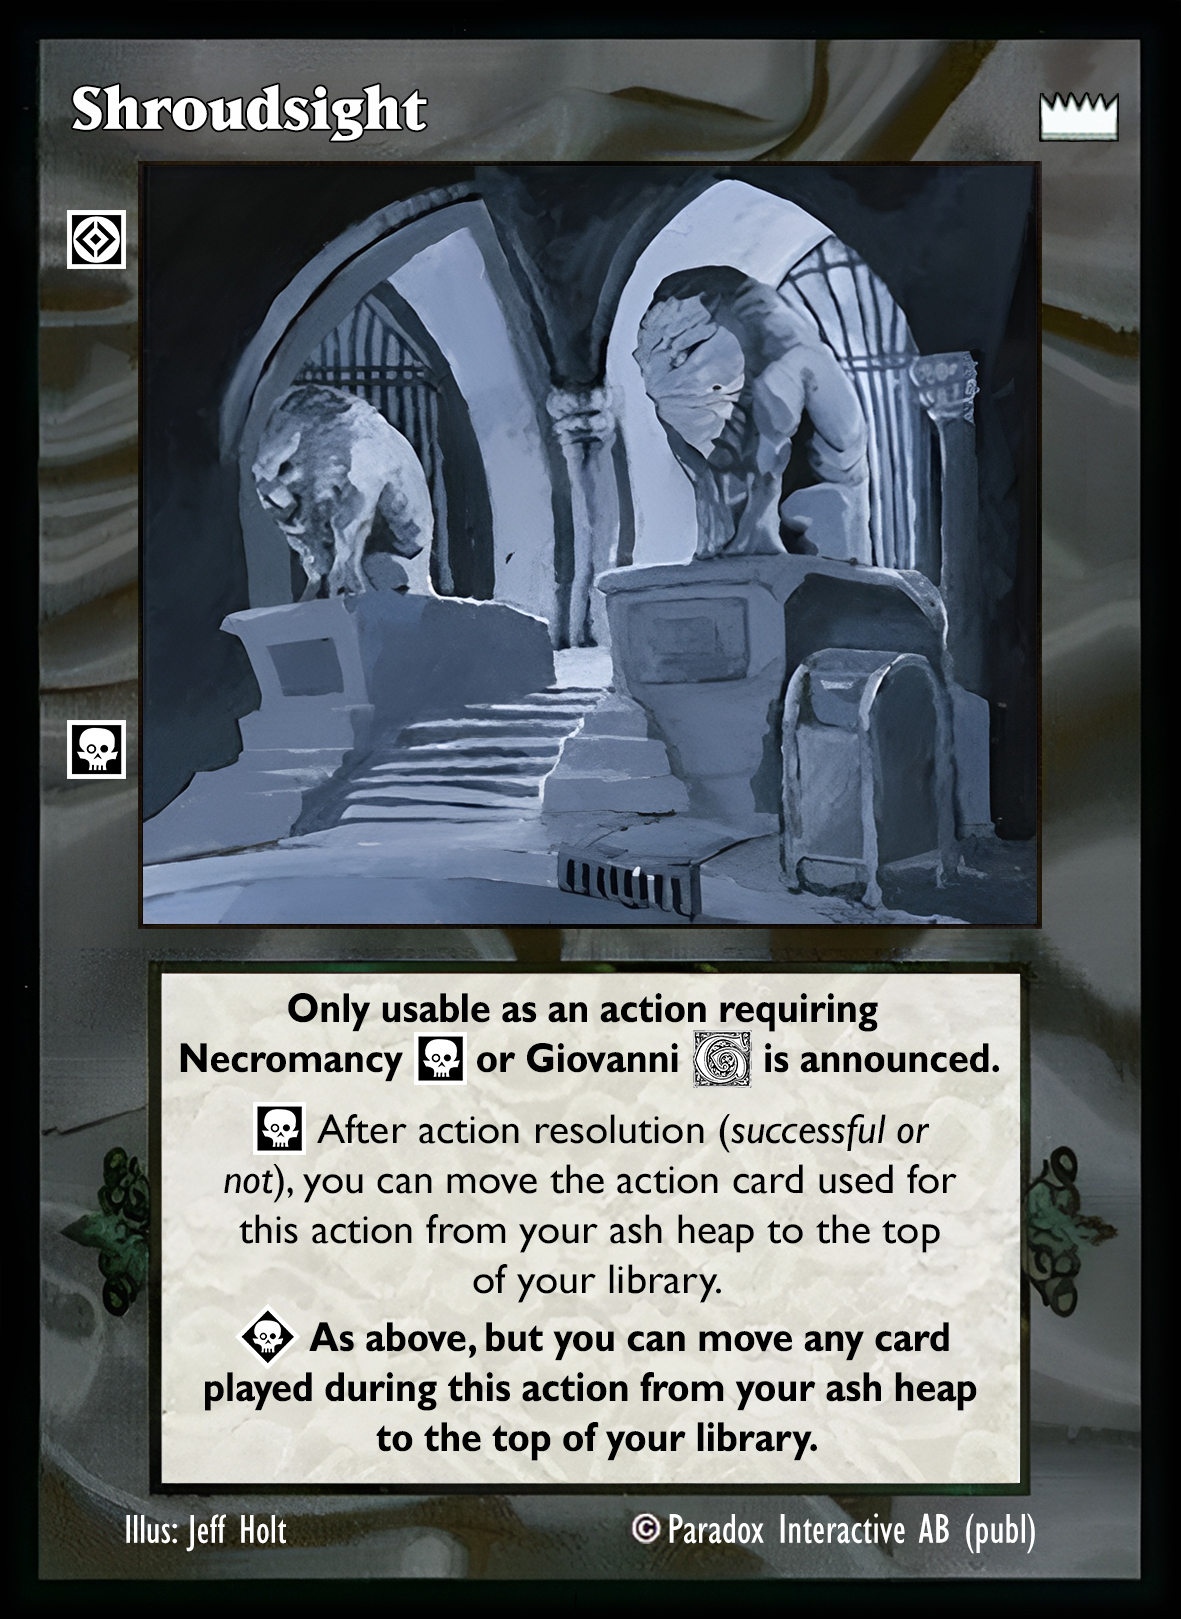 Shroudsight
Only usable as an action requiring
Necromancy or Giovanni is announced.
After action resolution (successful or
not), you can move the action card used for
this action from your ash heap to the top
of your library.
As above, but you can move any card
played during this action from your ash heap
to the top of your library.
Illus: Jeff Holt
© Paradox Interactive AB (publ)